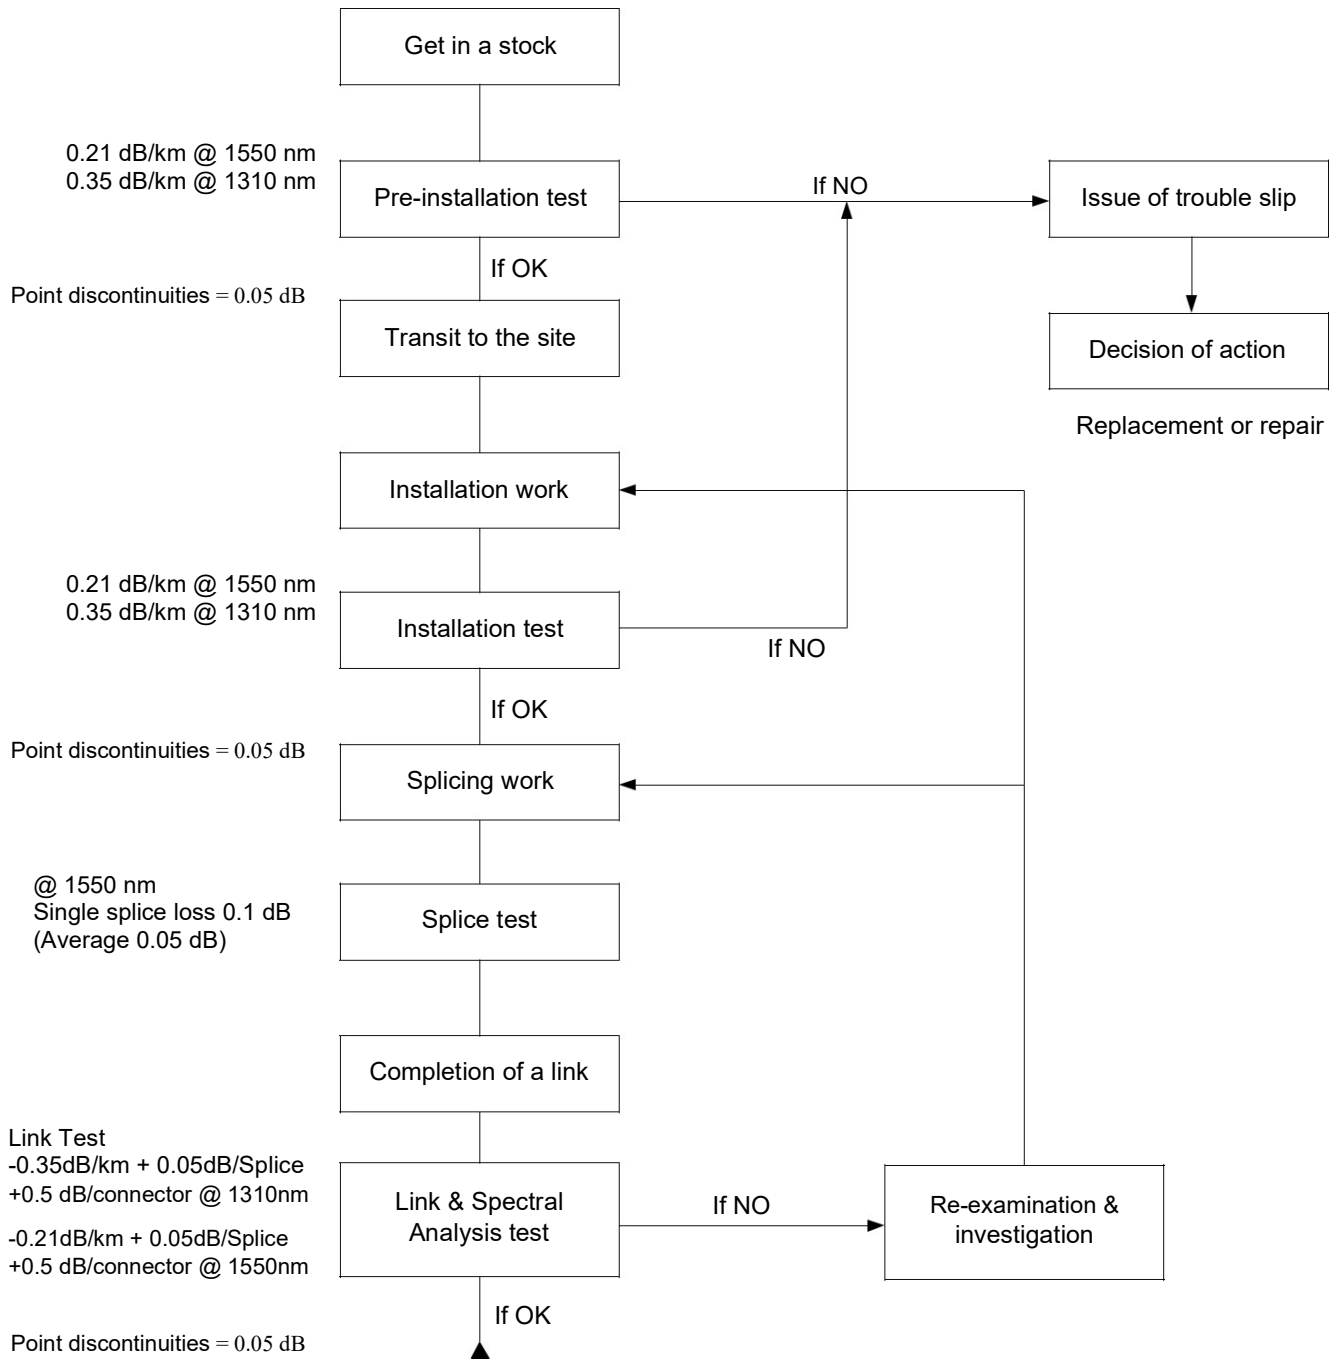 Get in a stock
0.21 dB/km @ 1550 nm
0.35 dB/km @ 1310 nm
Pre-installation test
If NO
Issue of trouble slip
If OK
Point discontinuities = 0.05 dB
Transit to the site
Decision of action
Replacement or repair
Installation work
0.21 dB/km @ 1550 nm
0.35 dB/km @ 1310 nm
Installation test
If NO
If OK
Point discontinuities = 0.05 dB
Splicing work
@ 1550 nm
Single splice loss 0.1 dB
(Average 0.05 dB)
Splice test
Completion of a link
Link Test
-0.35dB/km + 0.05dB/Splice
+0.5 dB/connector @ 1310nm
-0.21dB/km + 0.05dB/Splice
+0.5 dB/connector @ 1550nm
Link & Spectral
Analysis test
If NO
Re-examination &
investigation
If OK
Point discontinuities = 0.05 dB